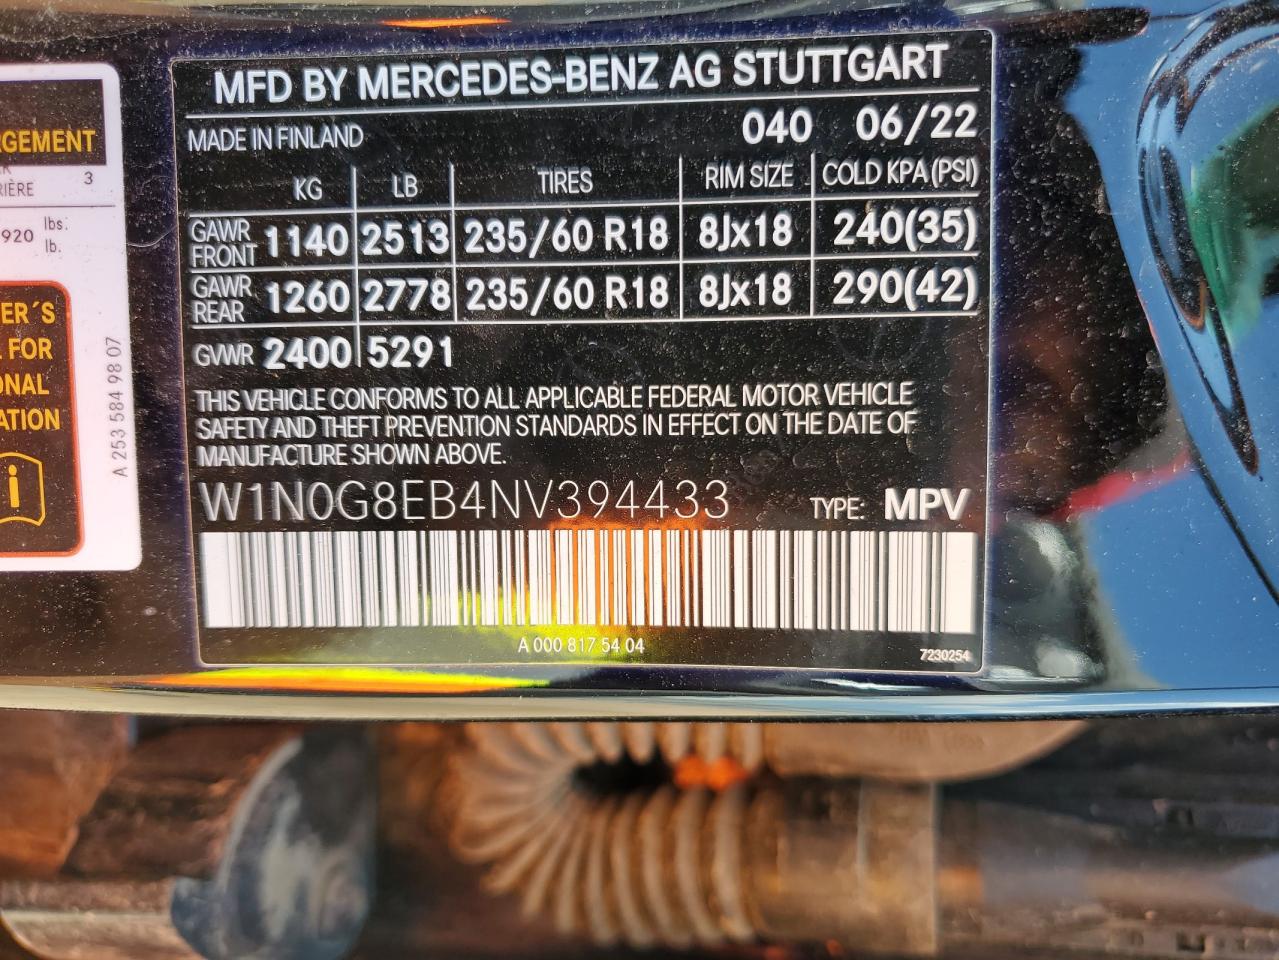 RGEMENT
RIÈRE 3
920 lbs.
lb.
ER´S
FOR
ONAL
ATION
i
A 253 584 98 07
MFD BY MERCEDES-BENZ AG STUTTGART
MADE IN FINLAND 040 06/22
KG LB TIRES RIM SIZE COLD KPA (PSI)
GAWR FRONT 1140 2513 235/60 R18 8Jx18 240(35)
GAWR REAR 1260 2778 235/60 R18 8Jx18 290(42)
GVWR 2400 5291
THIS VEHICLE CONFORMS TO ALL APPLICABLE FEDERAL MOTOR VEHICLE
SAFETY AND THEFT PREVENTION STANDARDS IN EFFECT ON THE DATE OF
MANUFACTURE SHOWN ABOVE.
W1N0G8EB4NV394433 TYPE: MPV
A 000 817 54 04 7230254